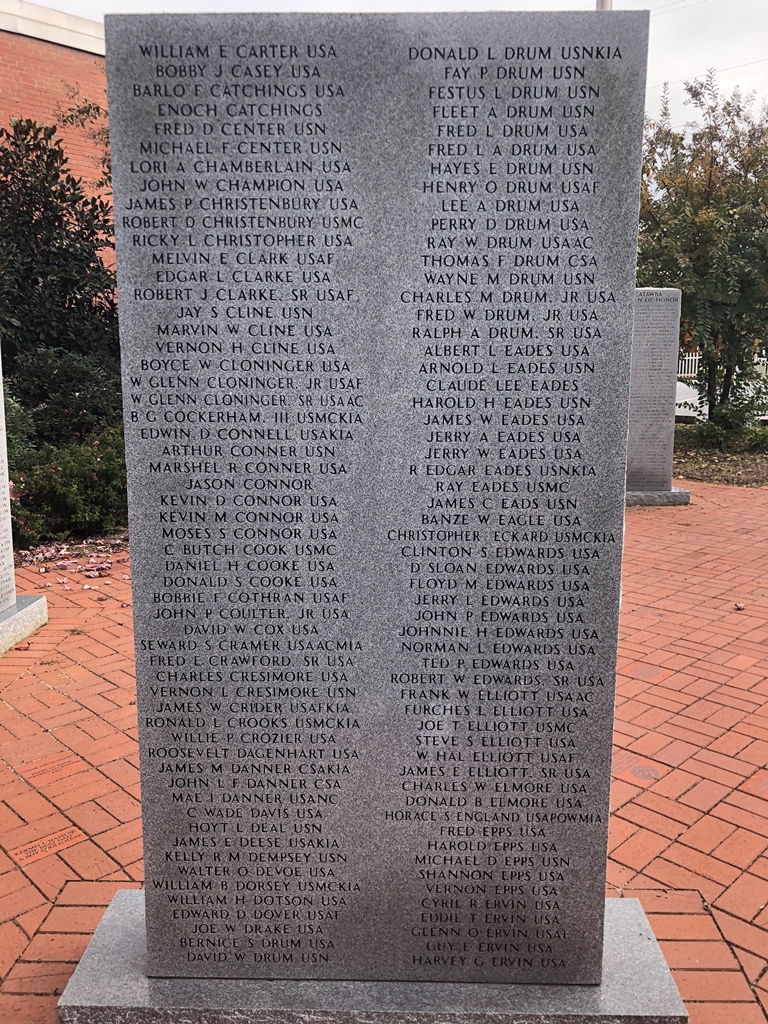 WILLIAM E CARTER USA
BOBBY J CASEY USA
BARLO F CATCHINGS USA
ENOCH CATCHINGS
FRED D CENTER USN
MICHAEL F CENTER USN
LORI A CHAMBERLAIN USA
JOHN W CHAMPION USA
JAMES P CHRISTENBURY USA
ROBERT D CHRISTENBURY USMC
RICKY L CHRISTOPHER USA
MELVIN E CLARK USAF
EDGAR L CLARKE USA
ROBERT J CLARKE, SR USAF
JAY S CLINE USN
MARVIN W CLINE USA
VERNON H CLINE USA
BOYCE W CLONINGER USA
W GLENN CLONINGER, JR USAF
W GLENN CLONINGER, SR USAAC
B G COCKERHAM, III USMCKIA
EDWIN D CONNELL USAKIA
ARTHUR CONNER USN
MARSHEL R CONNER USA
JASON CONNOR
KEVIN D CONNOR USA
KEVIN M CONNOR USA
MOSES S CONNOR USA
C BUTCH COOK USMC
DANIEL H COOKE USA
DONALD S COOKE USA
BOBBIE F COTHRAN USAF
JOHN P COULTER, JR USA
DAVID W COX USA
SEWARD S CRAMER USAACMIA
FRED L CRAWFORD, SR USA
CHARLES CRESIMORE USA
VERNON L CRESIMORE USN
JAMES W CRIDER USAFKIA
RONALD L CROOKS USMCKIA
WILLIE P CROZIER USA
ROOSEVELT DAGENHART USA
JAMES M DANNER CSAKIA
JOHN L F DANNER CSA
MAE I DANNER USANC
C WADE DAVIS USA
HOYT L DEAL USN
JAMES E DEESE USAKIA
KELLY R M DEMPSEY USN
WALTER O DEVOE USA
WILLIAM B DORSEY USMCKIA
WILLIAM H DOTSON USA
EDWARD D DOVER USAF
JOE W DRAKE USA
BERNICE S DRUM USA
DAVID W DRUM USN
DONALD L DRUM USNKIA
FAY P DRUM USN
FESTUS L DRUM USN
FLEET A DRUM USN
FRED L DRUM USA
FRED L A DRUM USA
HAYES E DRUM USN
HENRY O DRUM USAF
LEE A DRUM USA
PERRY D DRUM USA
RAY W DRUM USAAC
THOMAS F DRUM CSA
WAYNE M DRUM USN
CHARLES M DRUM, JR USA
FRED W DRUM, JR USA
RALPH A DRUM, SR USA
ALBERT L EADES USA
ARNOLD L EADES USA
CLAUDE LEE EADES
HAROLD H EADES USN
JAMES W EADES USA
JERRY A EADES USA
JERRY W EADES USA
R EDGAR EADES USNKIA
RAY EADES USMC
JAMES C EADS USN
BANZE W EAGLE USA
CHRISTOPHER, ECKARD USMCKIA
CLINTON S EDWARDS USA
D SLOAN EDWARDS USA
FLOYD M EDWARDS USA
JERRY L EDWARDS USA
JOHN P EDWARDS USA
JOHNNIE H EDWARDS USA
NORMAN L EDWARDS USA
TED P EDWARDS USA
ROBERT W EDWARDS, SR USA
FRANK W ELLIOTT USAAC
FURCHES L ELLIOTT USA
JOE T ELLIOTT USMC
STEVE S ELLIOTT USA
W HAL ELLIOTT USAF
JAMES E ELLIOTT, SR USA
CHARLES W ELMORE USA
DONALD B ELMORE USA
HORACE S ENGLAND USAPOWMIA
FRED EPPS USA
HAROLD EPPS USA
MICHAEL D EPPS USN
SHANNON EPPS USA
VERNON EPPS USA
CYRIL R ERVIN USA
EDDIE T ERVIN USA
GLENN O ERVIN USAF
GUY E ERVIN USA
HARVEY G ERVIN USA
OF HONOR